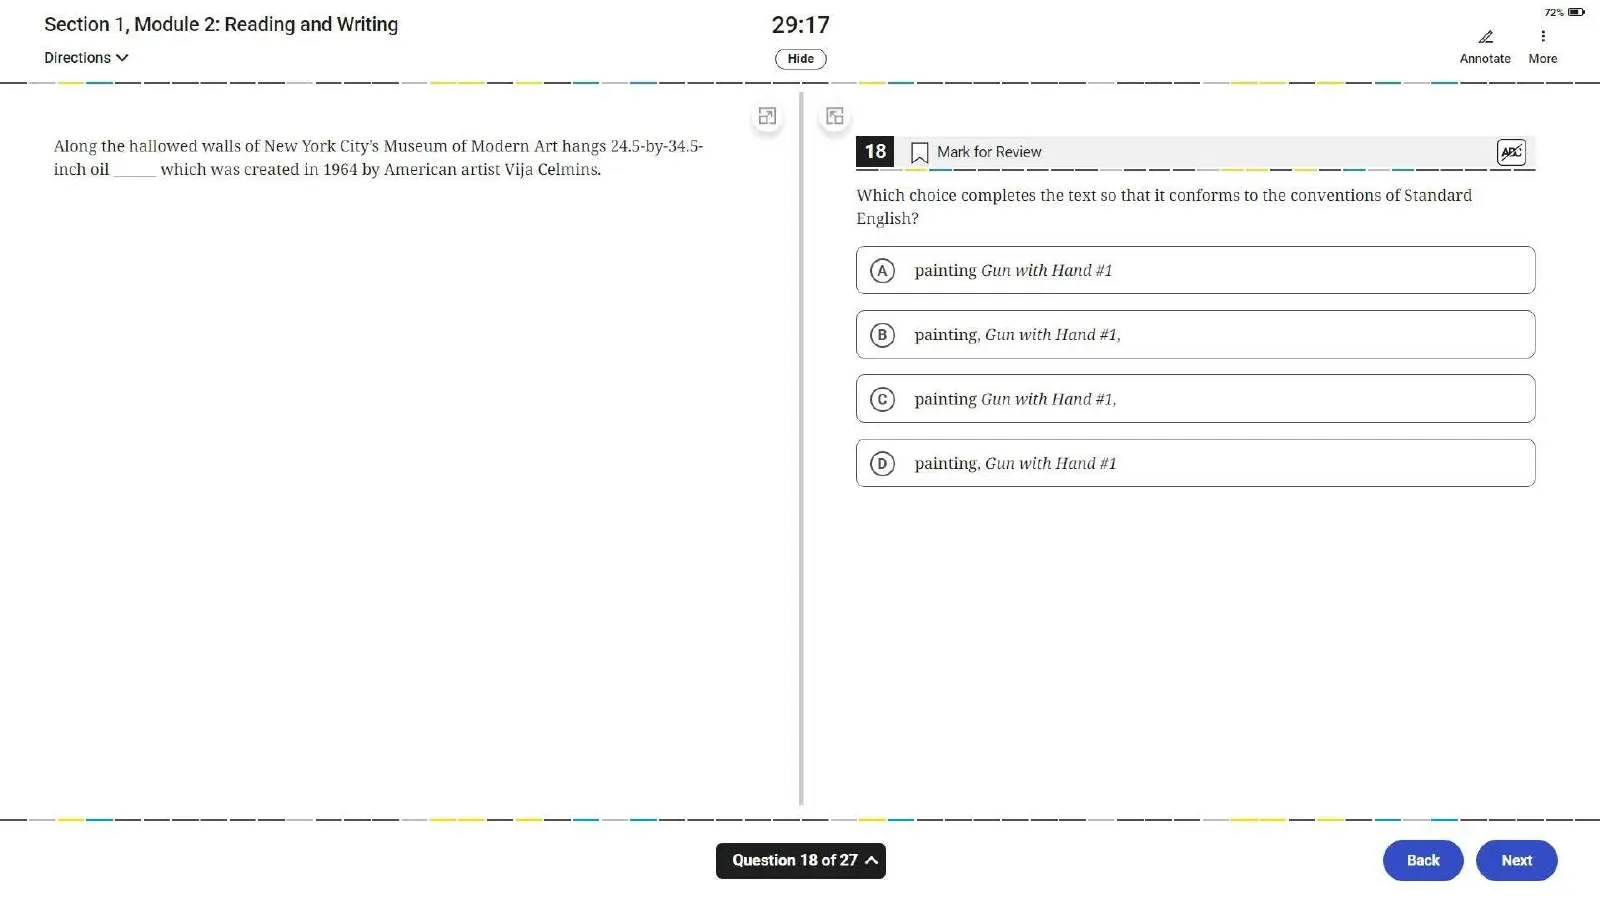 Section 1, Module 2: Reading and Writing
Directions
29:17
Hide
72%
Annotate
More
Along the hallowed walls of New York City’s Museum of Modern Art hangs 24.5-by-34.5-
inch oil ______ which was created in 1964 by American artist Vija Celmins.
18
Mark for Review
ABC
Which choice completes the text so that it conforms to the conventions of Standard
English?
A painting Gun with Hand #1
B painting, Gun with Hand #1,
C painting Gun with Hand #1,
D painting, Gun with Hand #1
Question 18 of 27
Back
Next